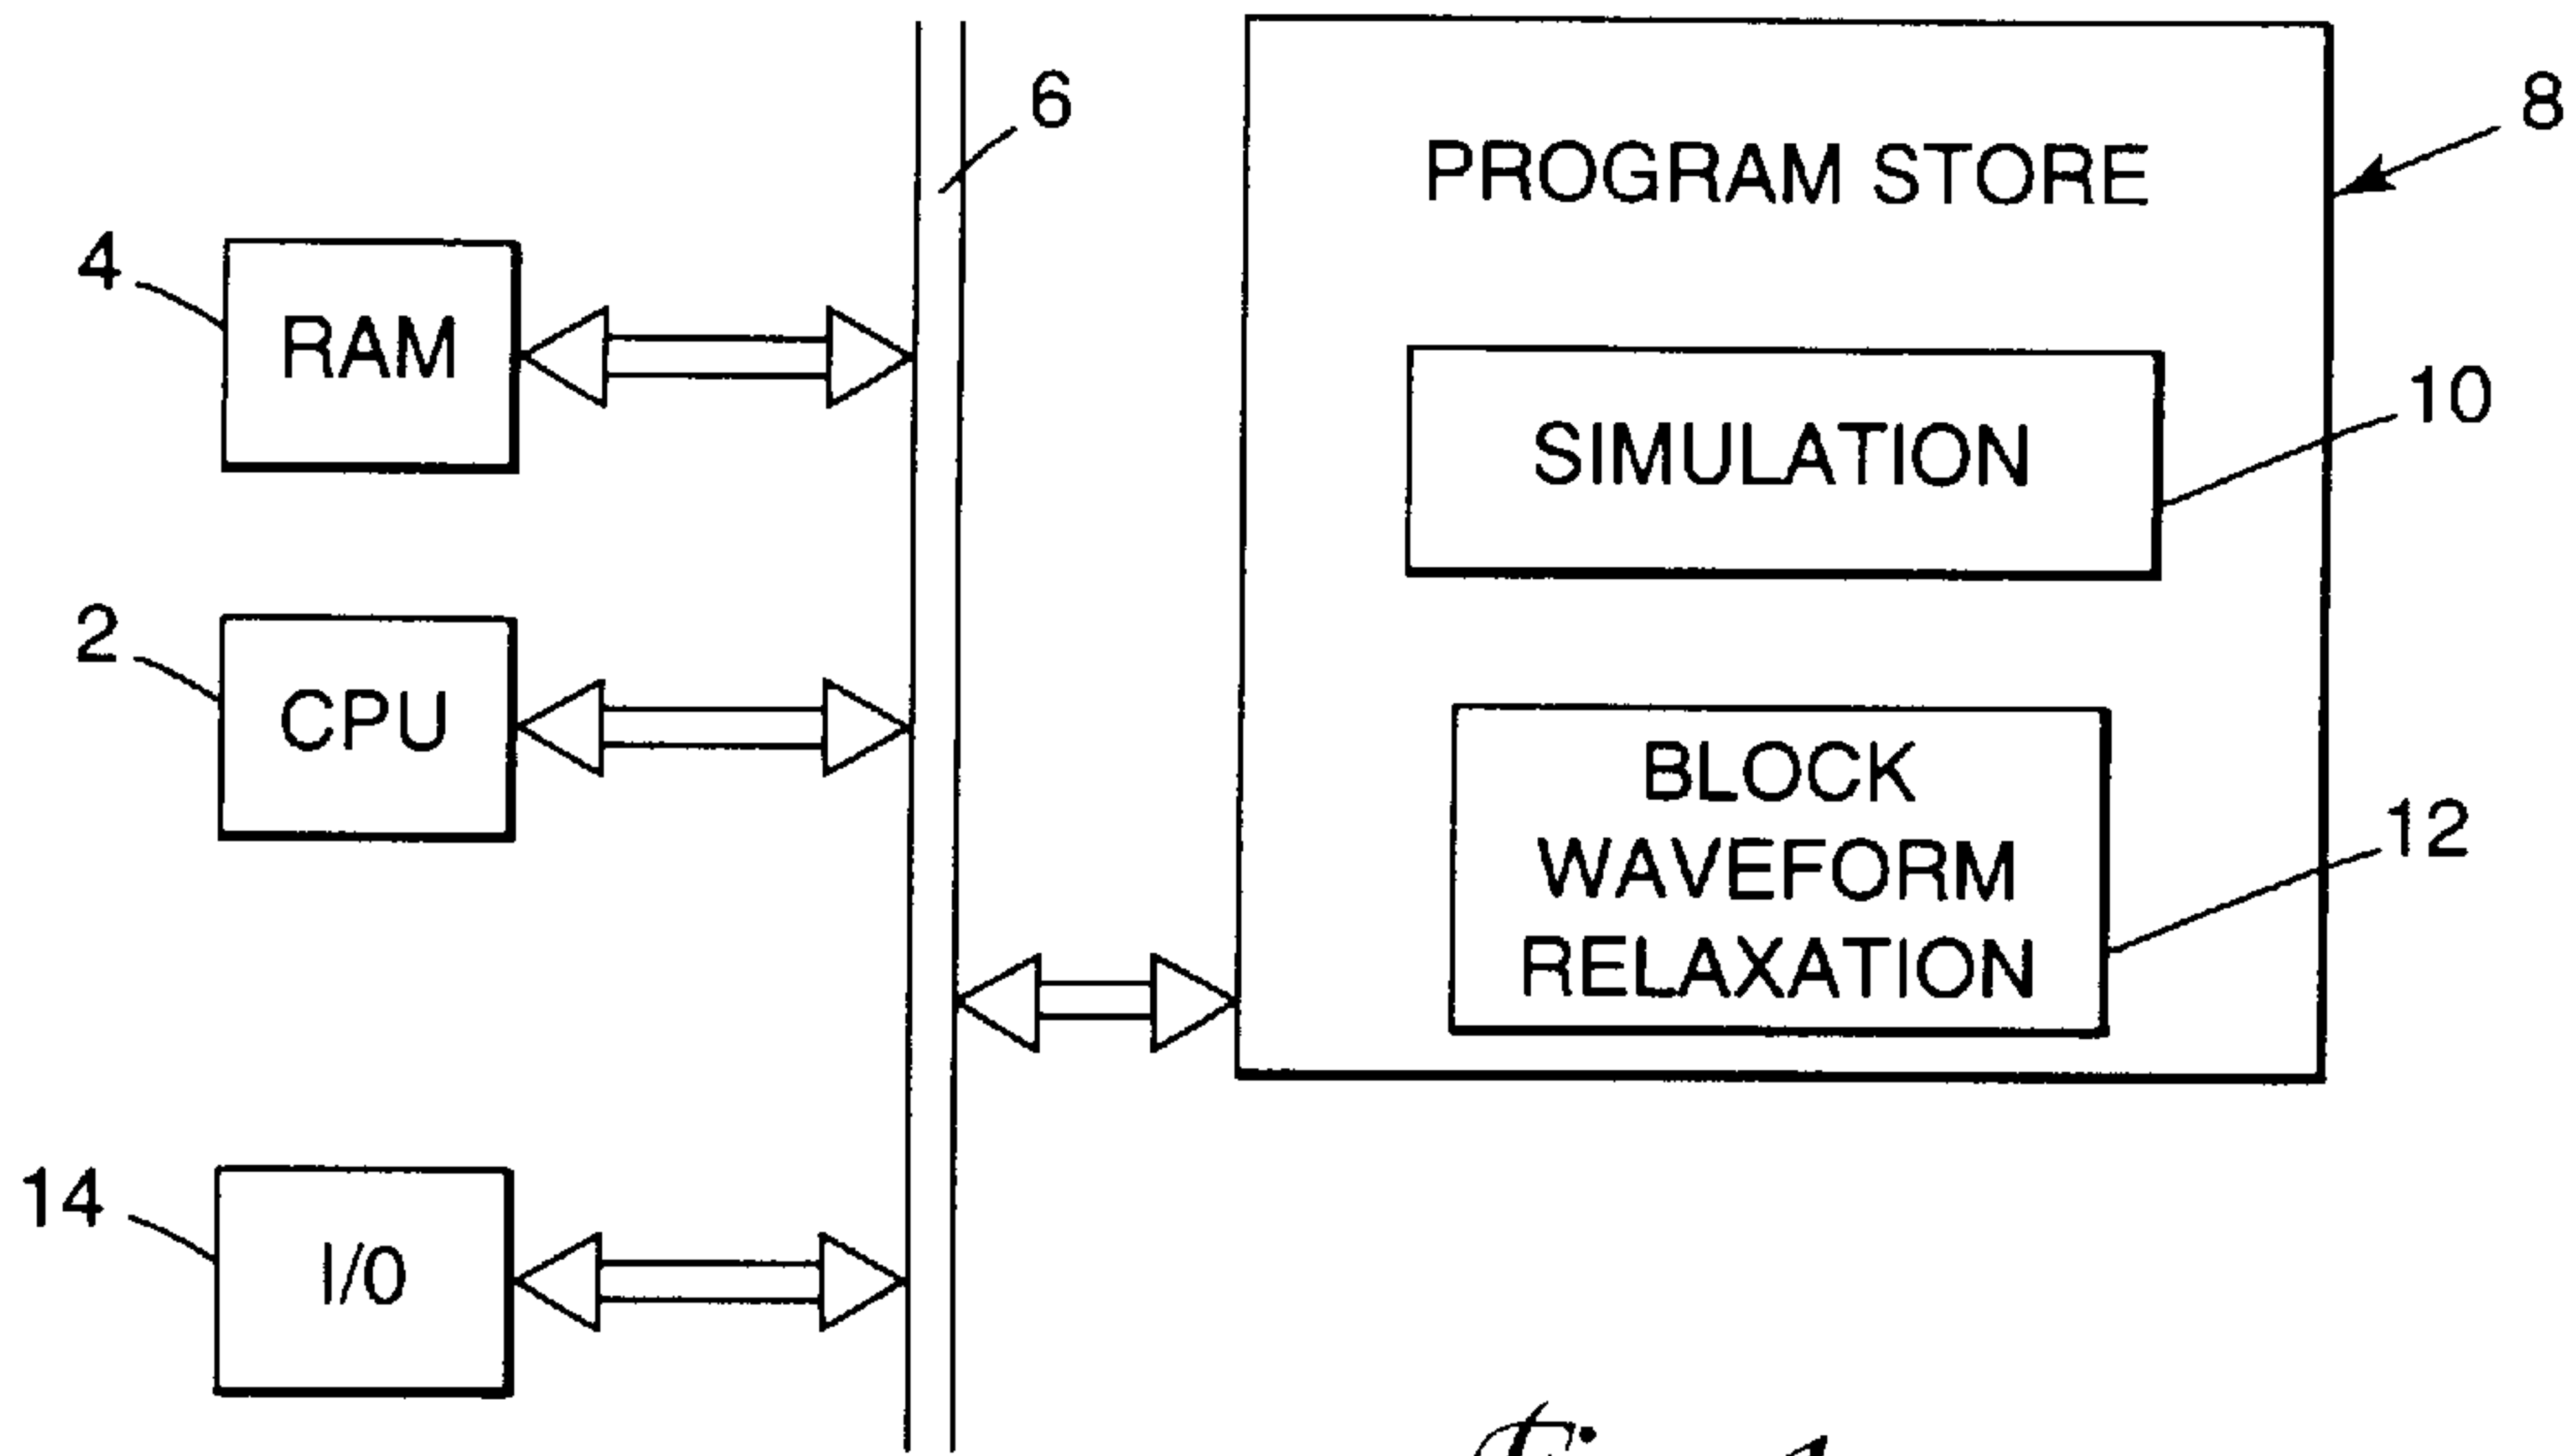 6
8
PROGRAM STORE
4
RAM
10
SIMULATION
2
CPU
BLOCK
WAVEFORM
RELAXATION
12
14
I/0